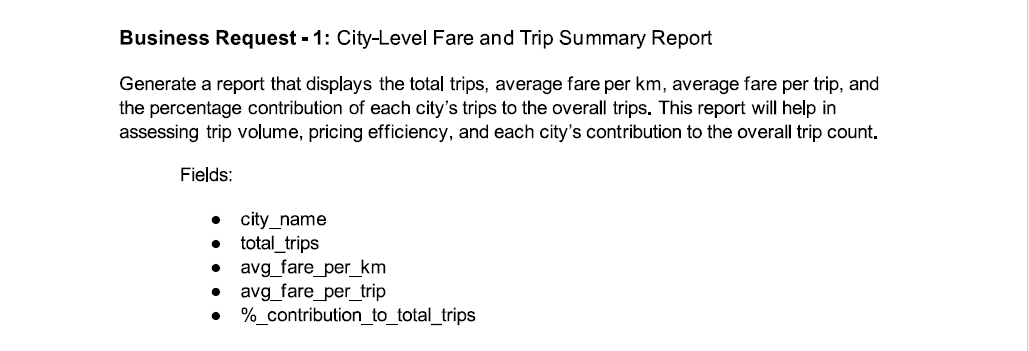 Business Request - 1: City-Level Fare and Trip Summary Report
Generate a report that displays the total trips, average fare per km, average fare per trip, and
the percentage contribution of each city's trips to the overall trips. This report will help in
assessing trip volume, pricing efficiency, and each city's contribution to the overall trip count.
Fields:
● city_name
● total_trips
● avg_fare_per_km
● avg_fare_per_trip
● %_contribution_to_total_trips